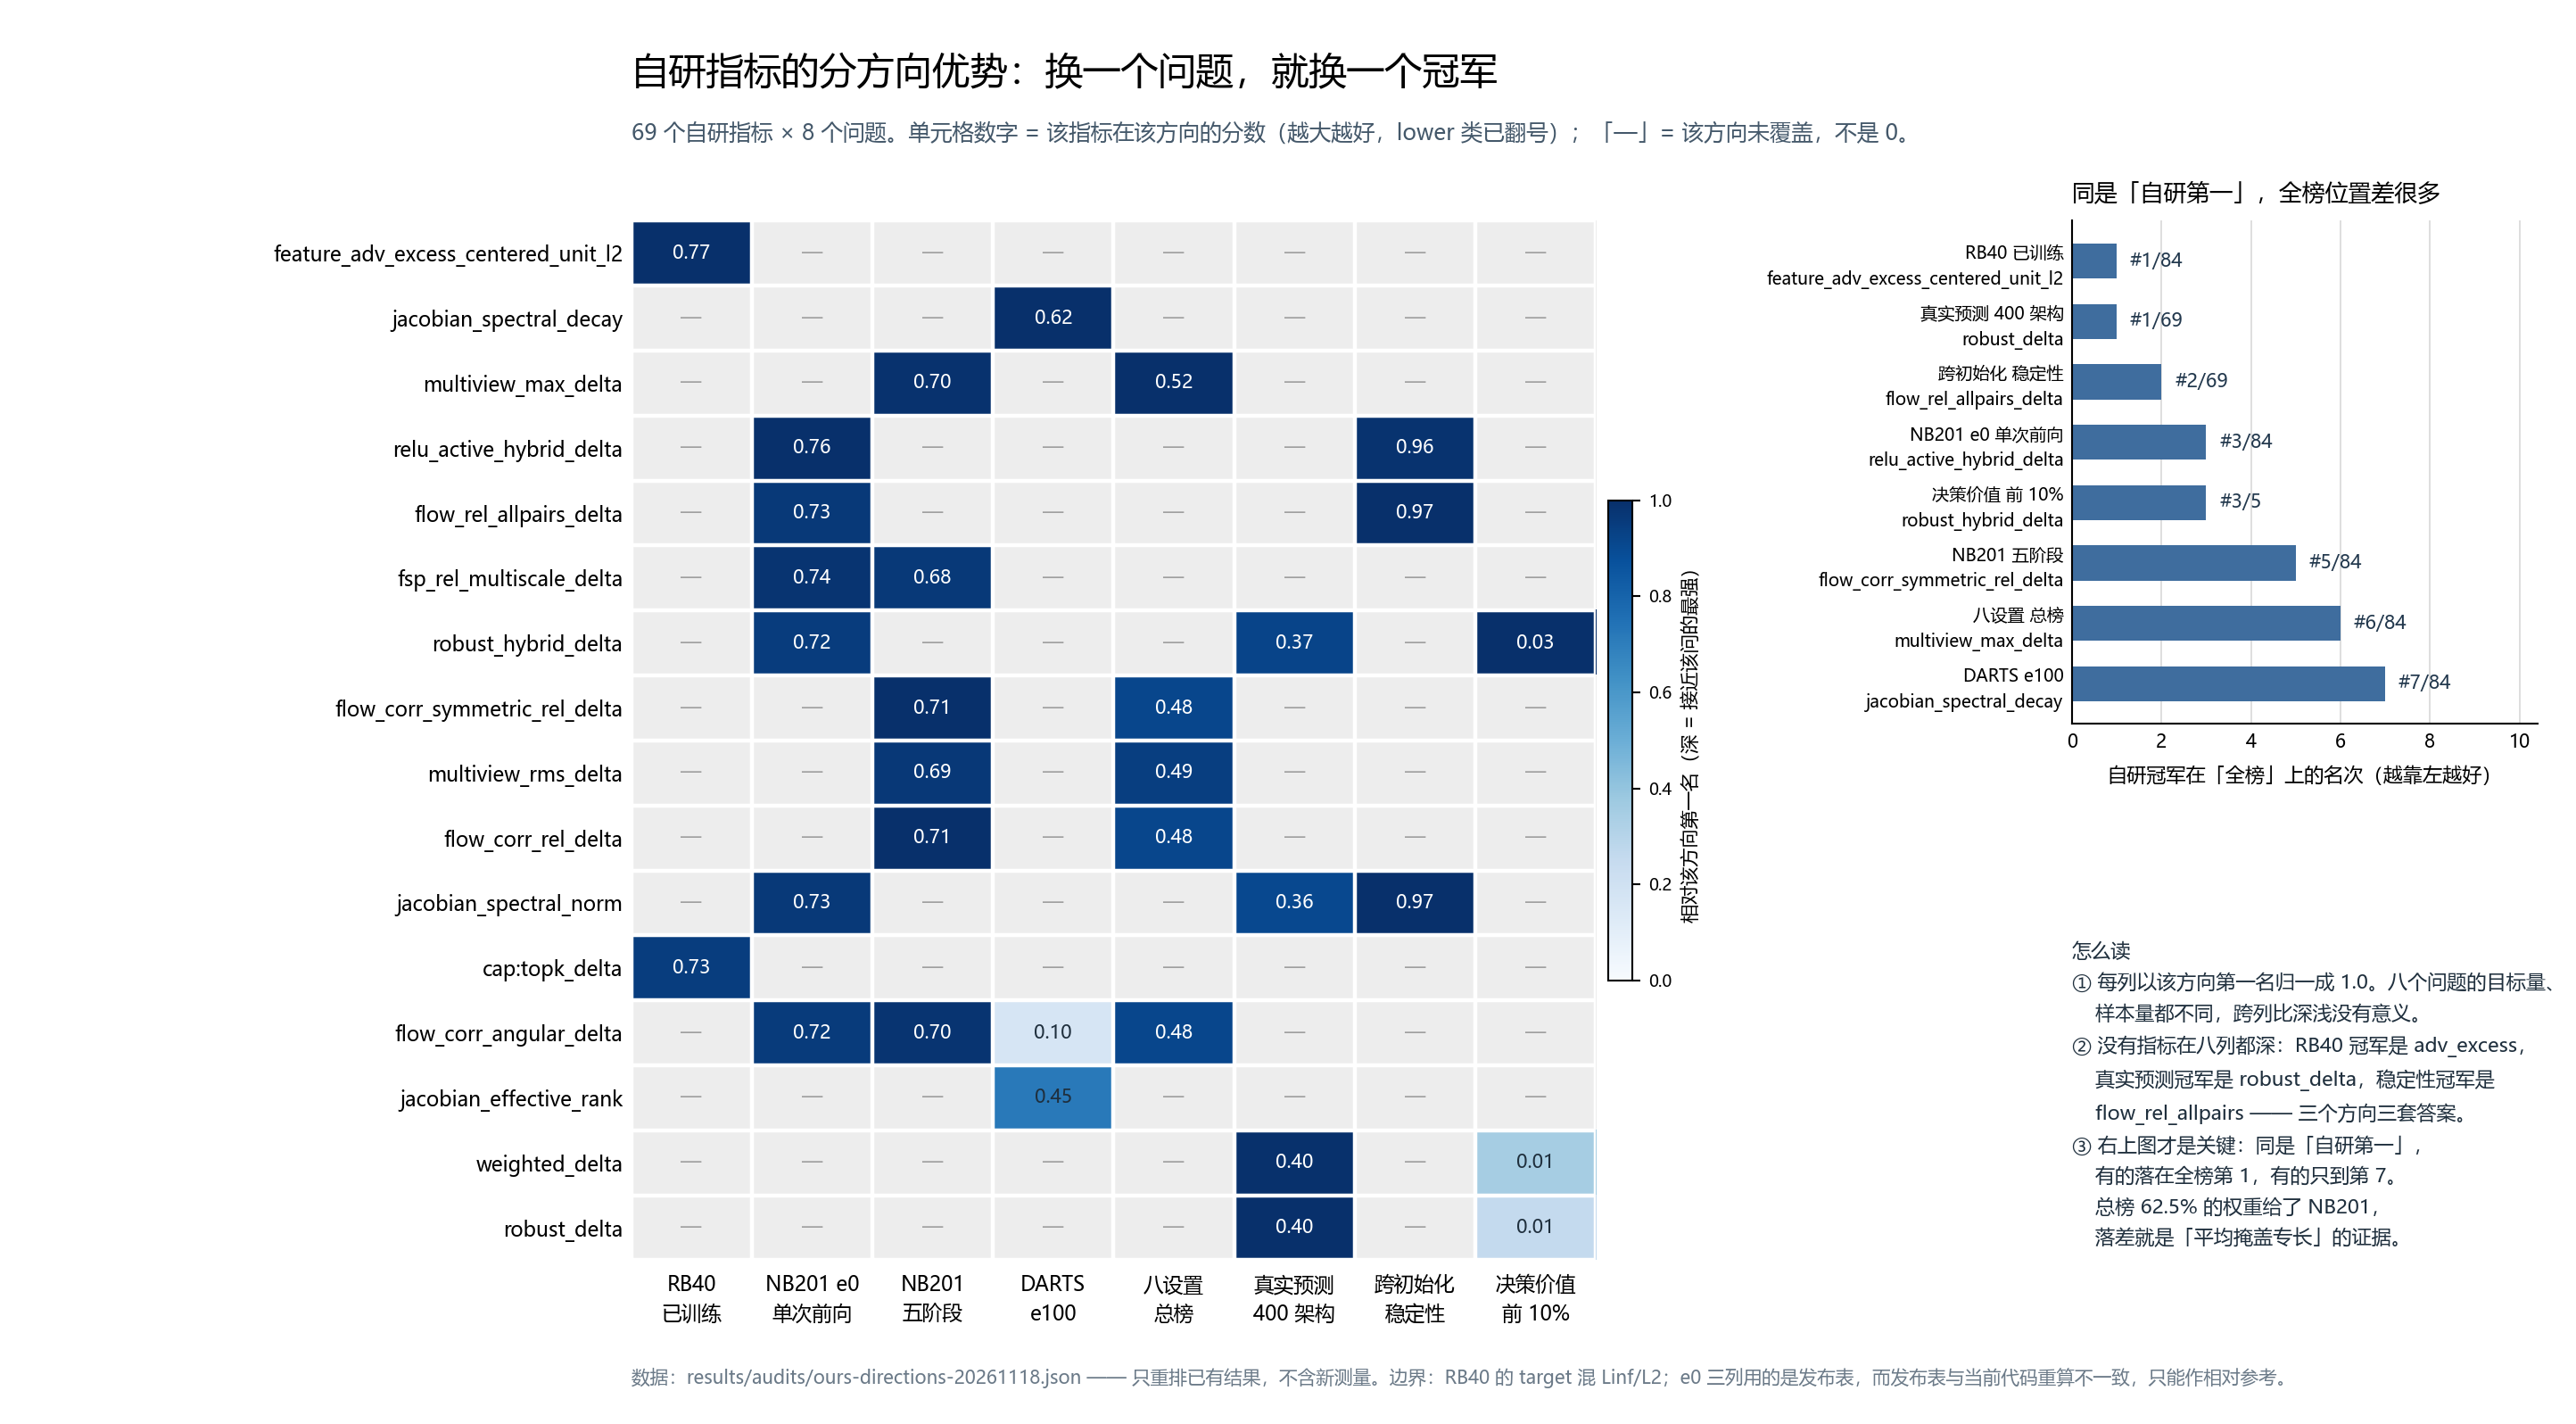 自研指标的分方向优势：换一个问题，就换一个冠军
69 个自研指标 × 8 个问题。单元格数字 = 该指标在该方向的分数（越大越好，lower 类已翻号）；「—」= 该方向未覆盖，不是 0。
feature_adv_excess_centered_unit_l2 0.77 — — — — — — —
jacobian_spectral_decay — — — 0.62 — — — —
multiview_max_delta — — 0.70 — 0.52 — — —
relu_active_hybrid_delta — 0.76 — — — — 0.96 —
flow_rel_allpairs_delta — 0.73 — — — — 0.97 —
fsp_rel_multiscale_delta — 0.74 0.68 — — — — —
robust_hybrid_delta — 0.72 — — — 0.37 — 0.03
flow_corr_symmetric_rel_delta — — 0.71 — 0.48 — — —
multiview_rms_delta — — 0.69 — 0.49 — — —
flow_corr_rel_delta — — 0.71 — 0.48 — — —
jacobian_spectral_norm — 0.73 — — — 0.36 0.97 —
cap:topk_delta 0.73 — — — — — — —
flow_corr_angular_delta — 0.72 0.70 0.10 0.48 — — —
jacobian_effective_rank — — — 0.45 — — — —
weighted_delta — — — — — 0.40 — 0.01
robust_delta — — — — — 0.40 — 0.01
RB40 NB201 e0 NB201 DARTS 八设置 真实预测 跨初始化 决策价值
已训练 单次前向 五阶段 e100 总榜 400 架构 稳定性 前 10%
1.0
0.8
0.6
0.4
0.2
0.0
相对该方向第一名（深 = 接近该问的最强）
同是「自研第一」，全榜位置差很多
RB40 已训练
feature_adv_excess_centered_unit_l2
#1/84
真实预测 400 架构
robust_delta
#1/69
跨初始化 稳定性
flow_rel_allpairs_delta
#2/69
NB201 e0 单次前向
relu_active_hybrid_delta
#3/84
决策价值 前 10%
robust_hybrid_delta
#3/5
NB201 五阶段
flow_corr_symmetric_rel_delta
#5/84
八设置 总榜
multiview_max_delta
#6/84
DARTS e100
jacobian_spectral_decay
#7/84
0 2 4 6 8 10
自研冠军在「全榜」上的名次（越靠左越好）
怎么读
① 每列以该方向第一名归一成 1.0。八个问题的目标量、
样本量都不同，跨列比深浅没有意义。
② 没有指标在八列都深：RB40 冠军是 adv_excess，
真实预测冠军是 robust_delta，稳定性冠军是
flow_rel_allpairs —— 三个方向三套答案。
③ 右上图才是关键：同是「自研第一」，
有的落在全榜第 1，有的只到第 7。
总榜 62.5% 的权重给了 NB201，
落差就是「平均掩盖专长」的证据。
数据：results/audits/ours-directions-20261118.json —— 只重排已有结果，不含新测量。边界：RB40 的 target 混 Linf/L2；e0 三列用的是发布表，而发布表与当前代码重算不一致，只能作相对参考。